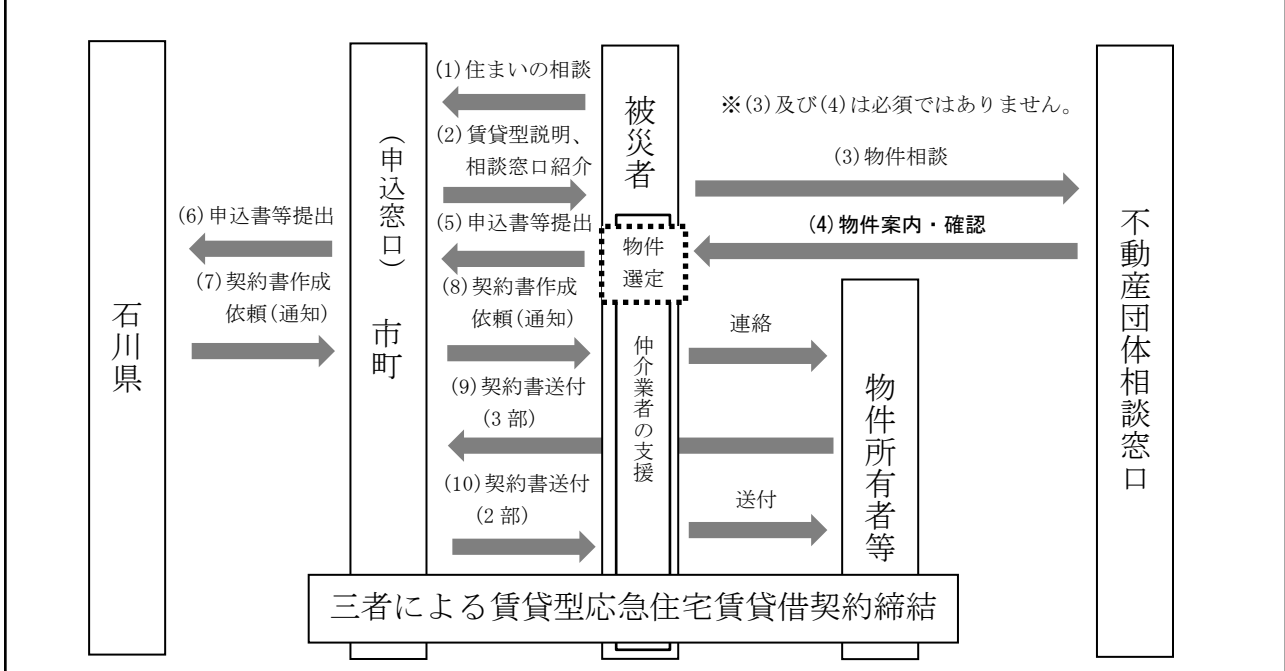 石川県
(申込窓口) 市町
被災者
物件
選定
仲介業者の支援
物件所有者等
不動産団体相談窓口
(1)住まいの相談
(2)賃貸型説明、
相談窓口紹介
※(3)及び(4)は必須ではありません。
(3)物件相談
(4)物件案内・確認
(5)申込書等提出
(6)申込書等提出
(7)契約書作成
依頼(通知)
(8)契約書作成
依頼(通知)
連絡
(9)契約書送付
(3 部)
(10)契約書送付
(2 部)
送付
三者による賃貸型応急住宅賃貸借契約締結